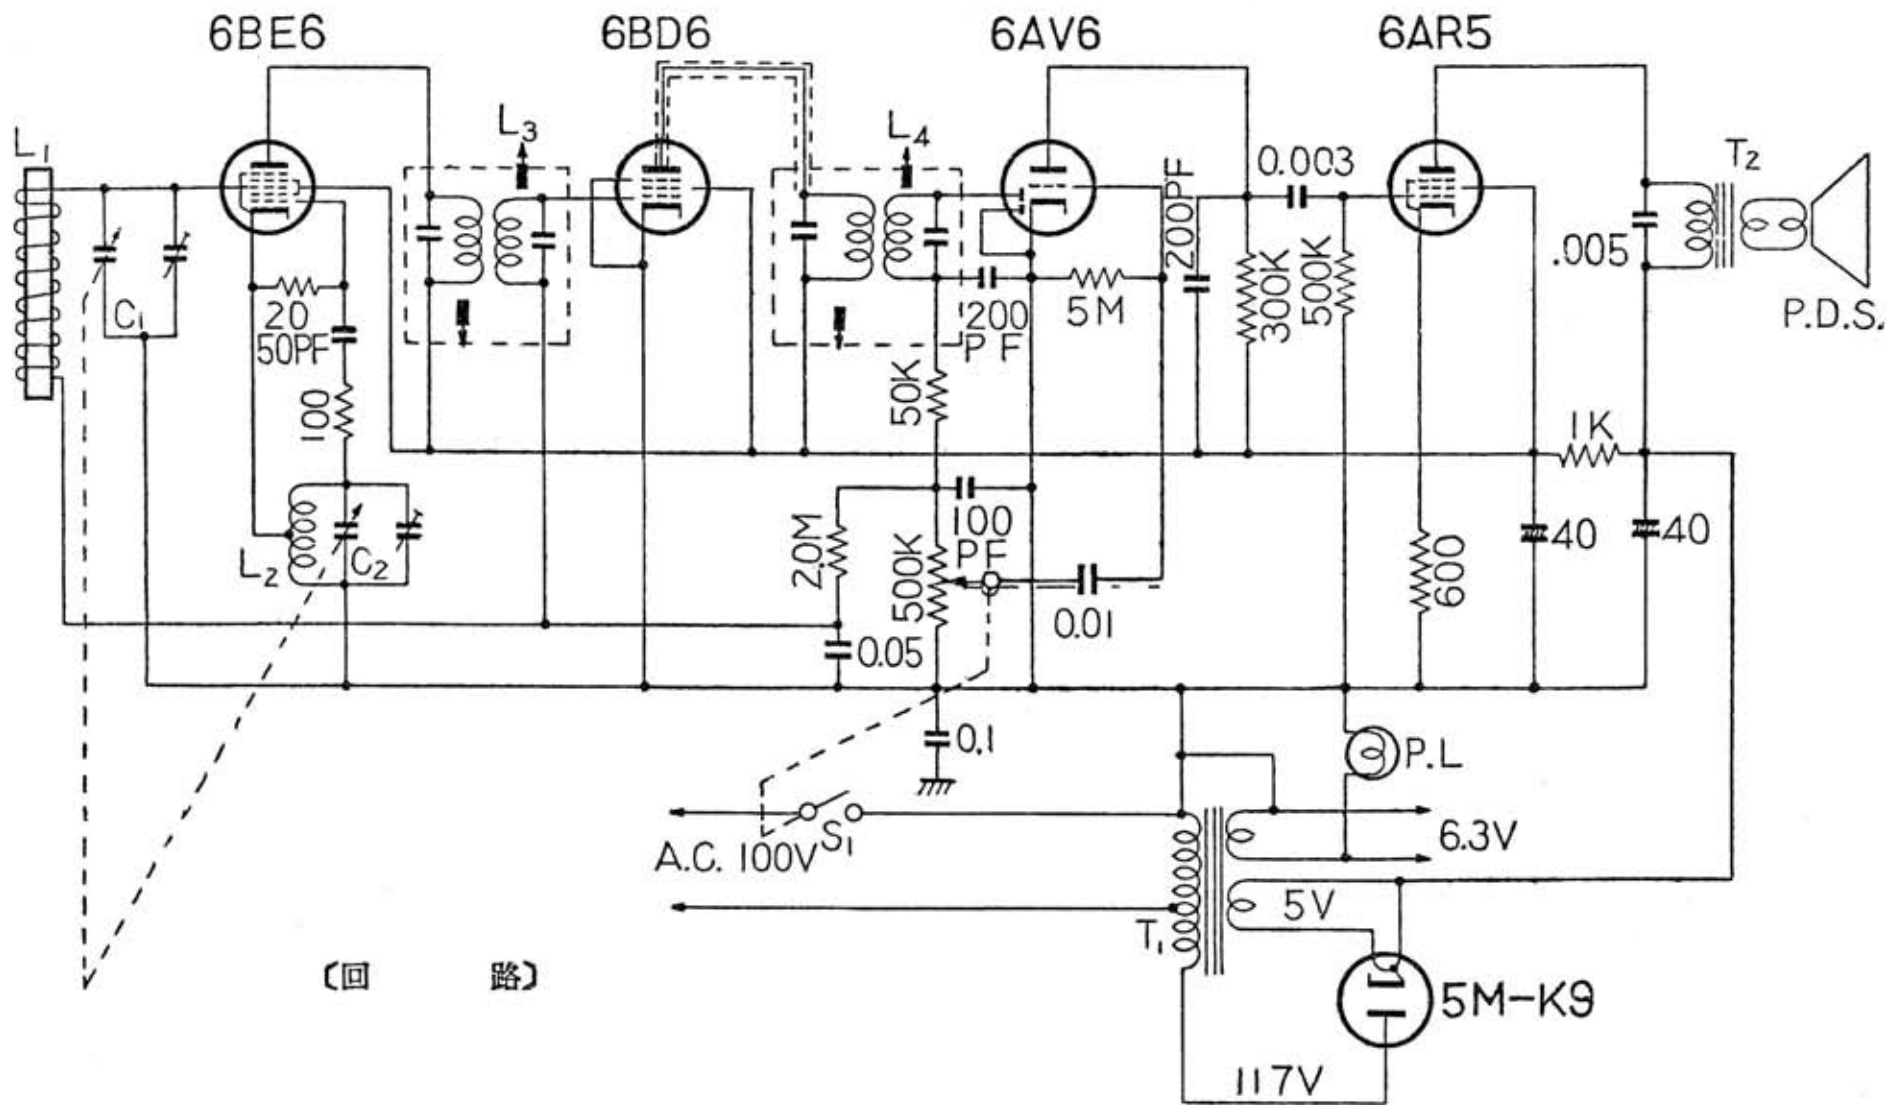 6BE6
6BD6
6AV6
6AR5
L1
L3
L4
T2
200PF
0.003
.005
P.D.S.
C1
20
50PF
100
200
PF
5M
300K
500K
50K
1K
L2
C2
2.0M
100
PF
500K
0.01
600
40
40
0.05
0.1
P.L
S1
A.C. 100V
6.3V
5V
T1
〔回 路〕
5M-K9
117V